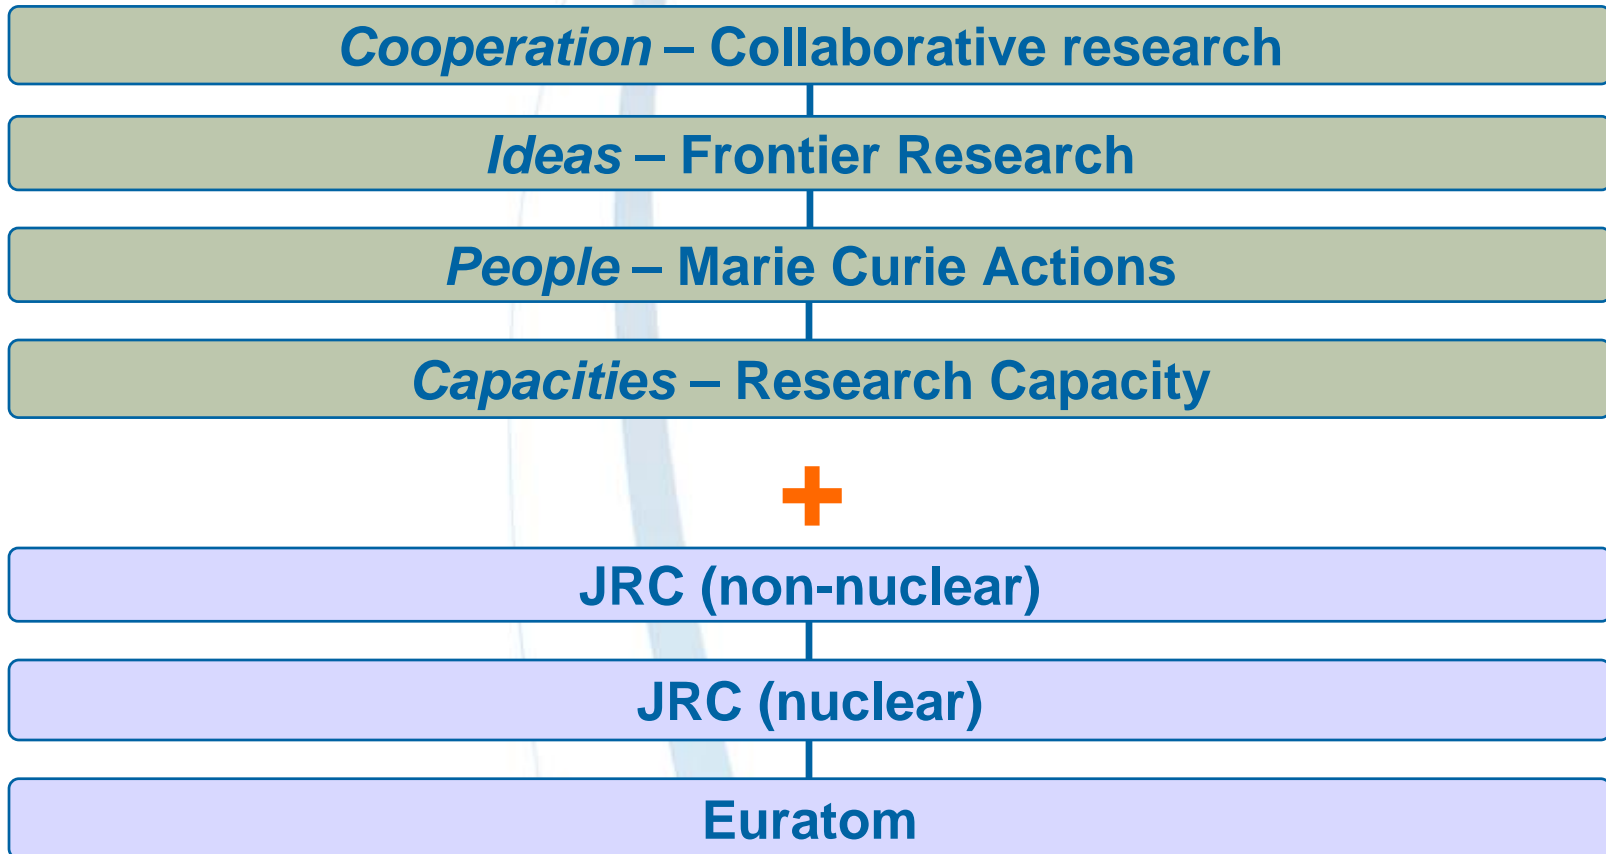 Cooperation – Collaborative research
Ideas – Frontier Research
People – Marie Curie Actions
Capacities – Research Capacity
+
JRC (non-nuclear)
JRC (nuclear)
Euratom